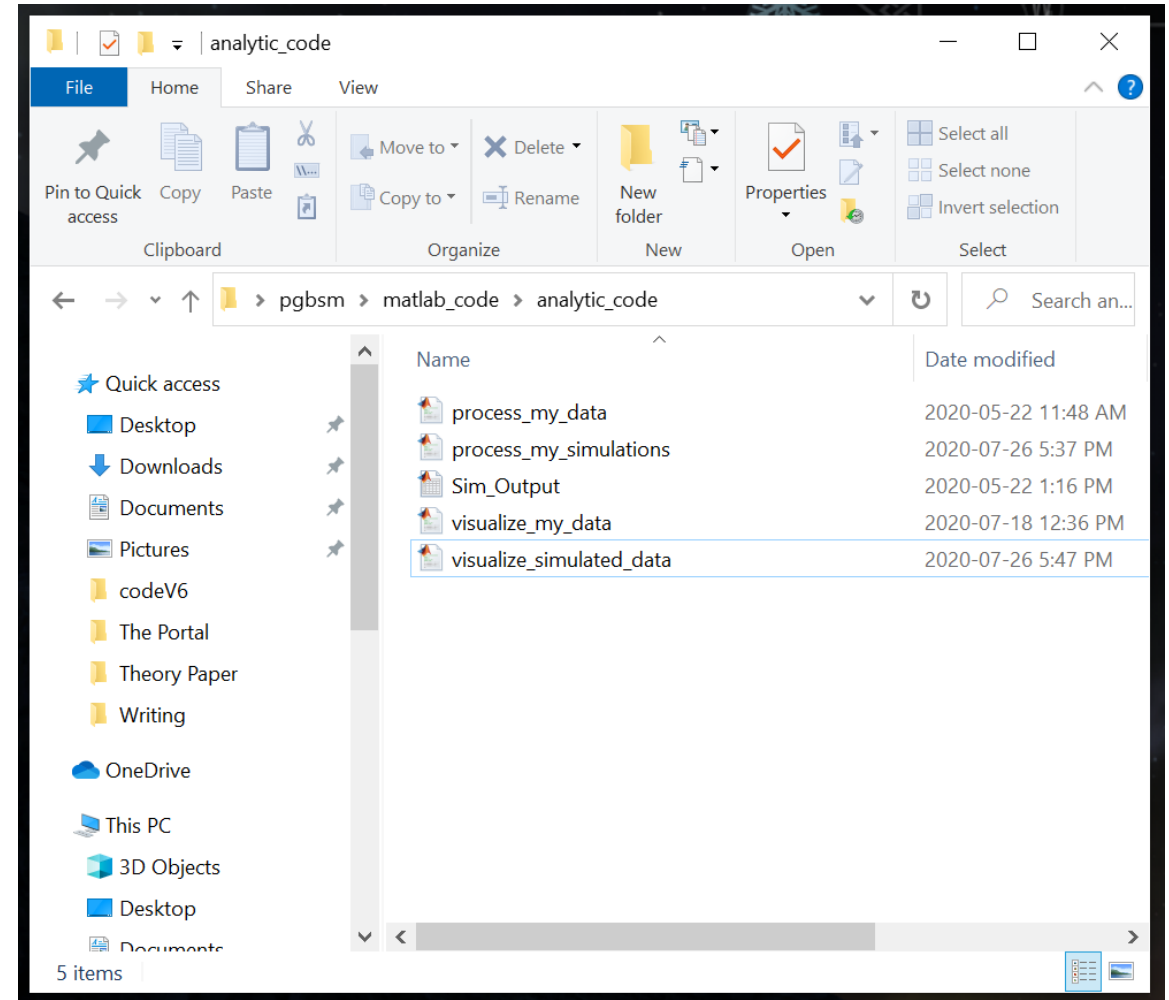 analytic_code
File Home Share View
Pin to Quick access
Copy
Paste
Move to
Copy to
Delete
Rename
New folder
Properties
Select all
Select none
Invert selection
Clipboard Organize New Open Select
pgbsm > matlab_code > analytic_code
Search an...
Name Date modified
process_my_data 2020-05-22 11:48 AM
process_my_simulations 2020-07-26 5:37 PM
Sim_Output 2020-05-22 1:16 PM
visualize_my_data 2020-07-18 12:36 PM
visualize_simulated_data 2020-07-26 5:47 PM
Quick access
Desktop
Downloads
Documents
Pictures
codeV6
The Portal
Theory Paper
Writing
OneDrive
This PC
3D Objects
Desktop
Documents
5 items